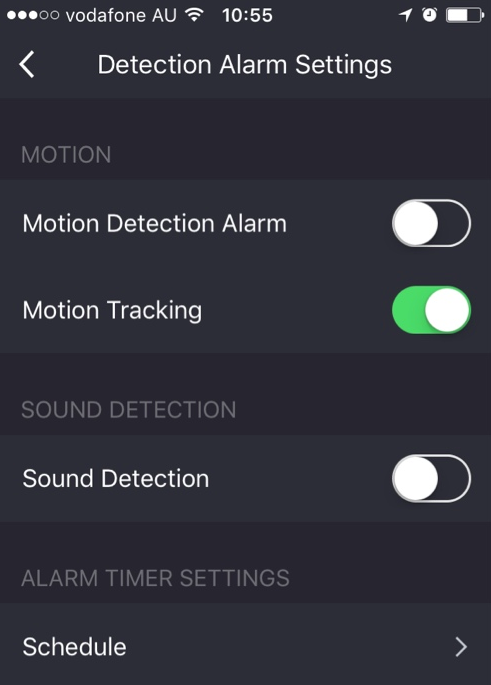 vodafone AU 10:55
Detection Alarm Settings
MOTION
Motion Detection Alarm
Motion Tracking
SOUND DETECTION
Sound Detection
ALARM TIMER SETTINGS
Schedule